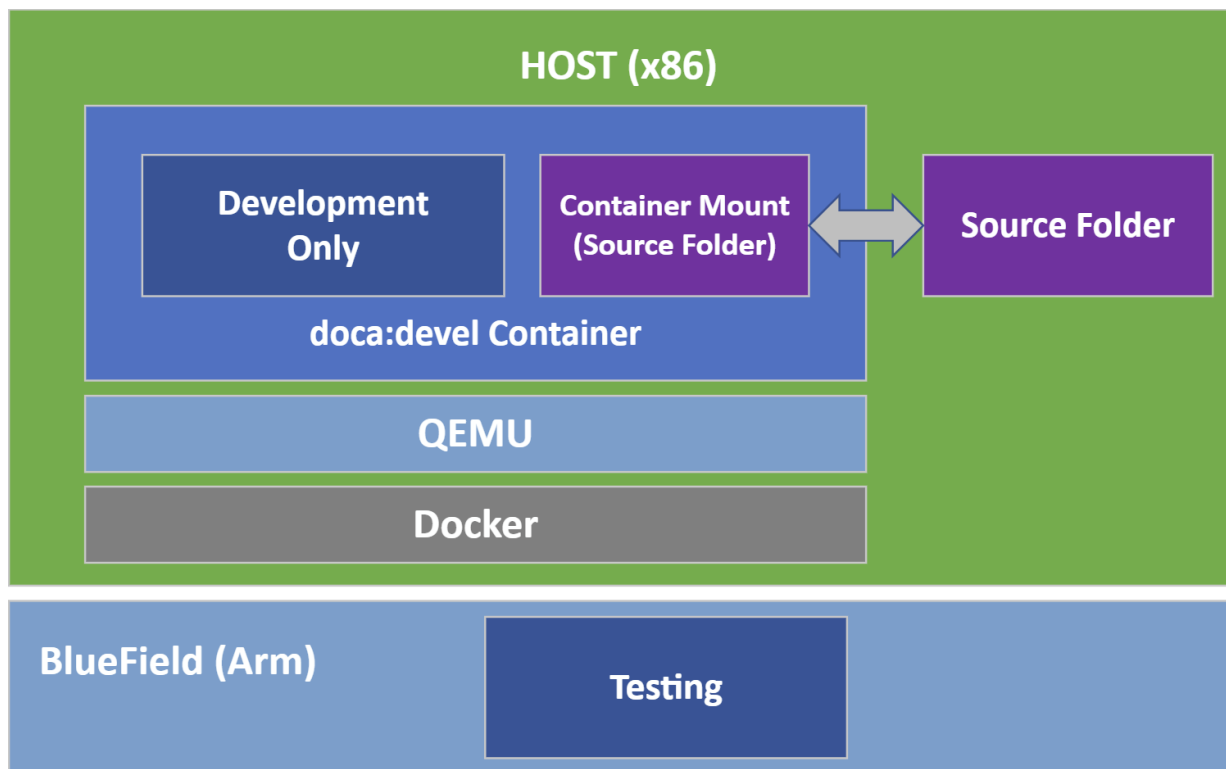 HOST (x86)
Development
Only
Container Mount
(Source Folder)
Source Folder
doca:devel Container
QEMU
Docker
BlueField (Arm)
Testing